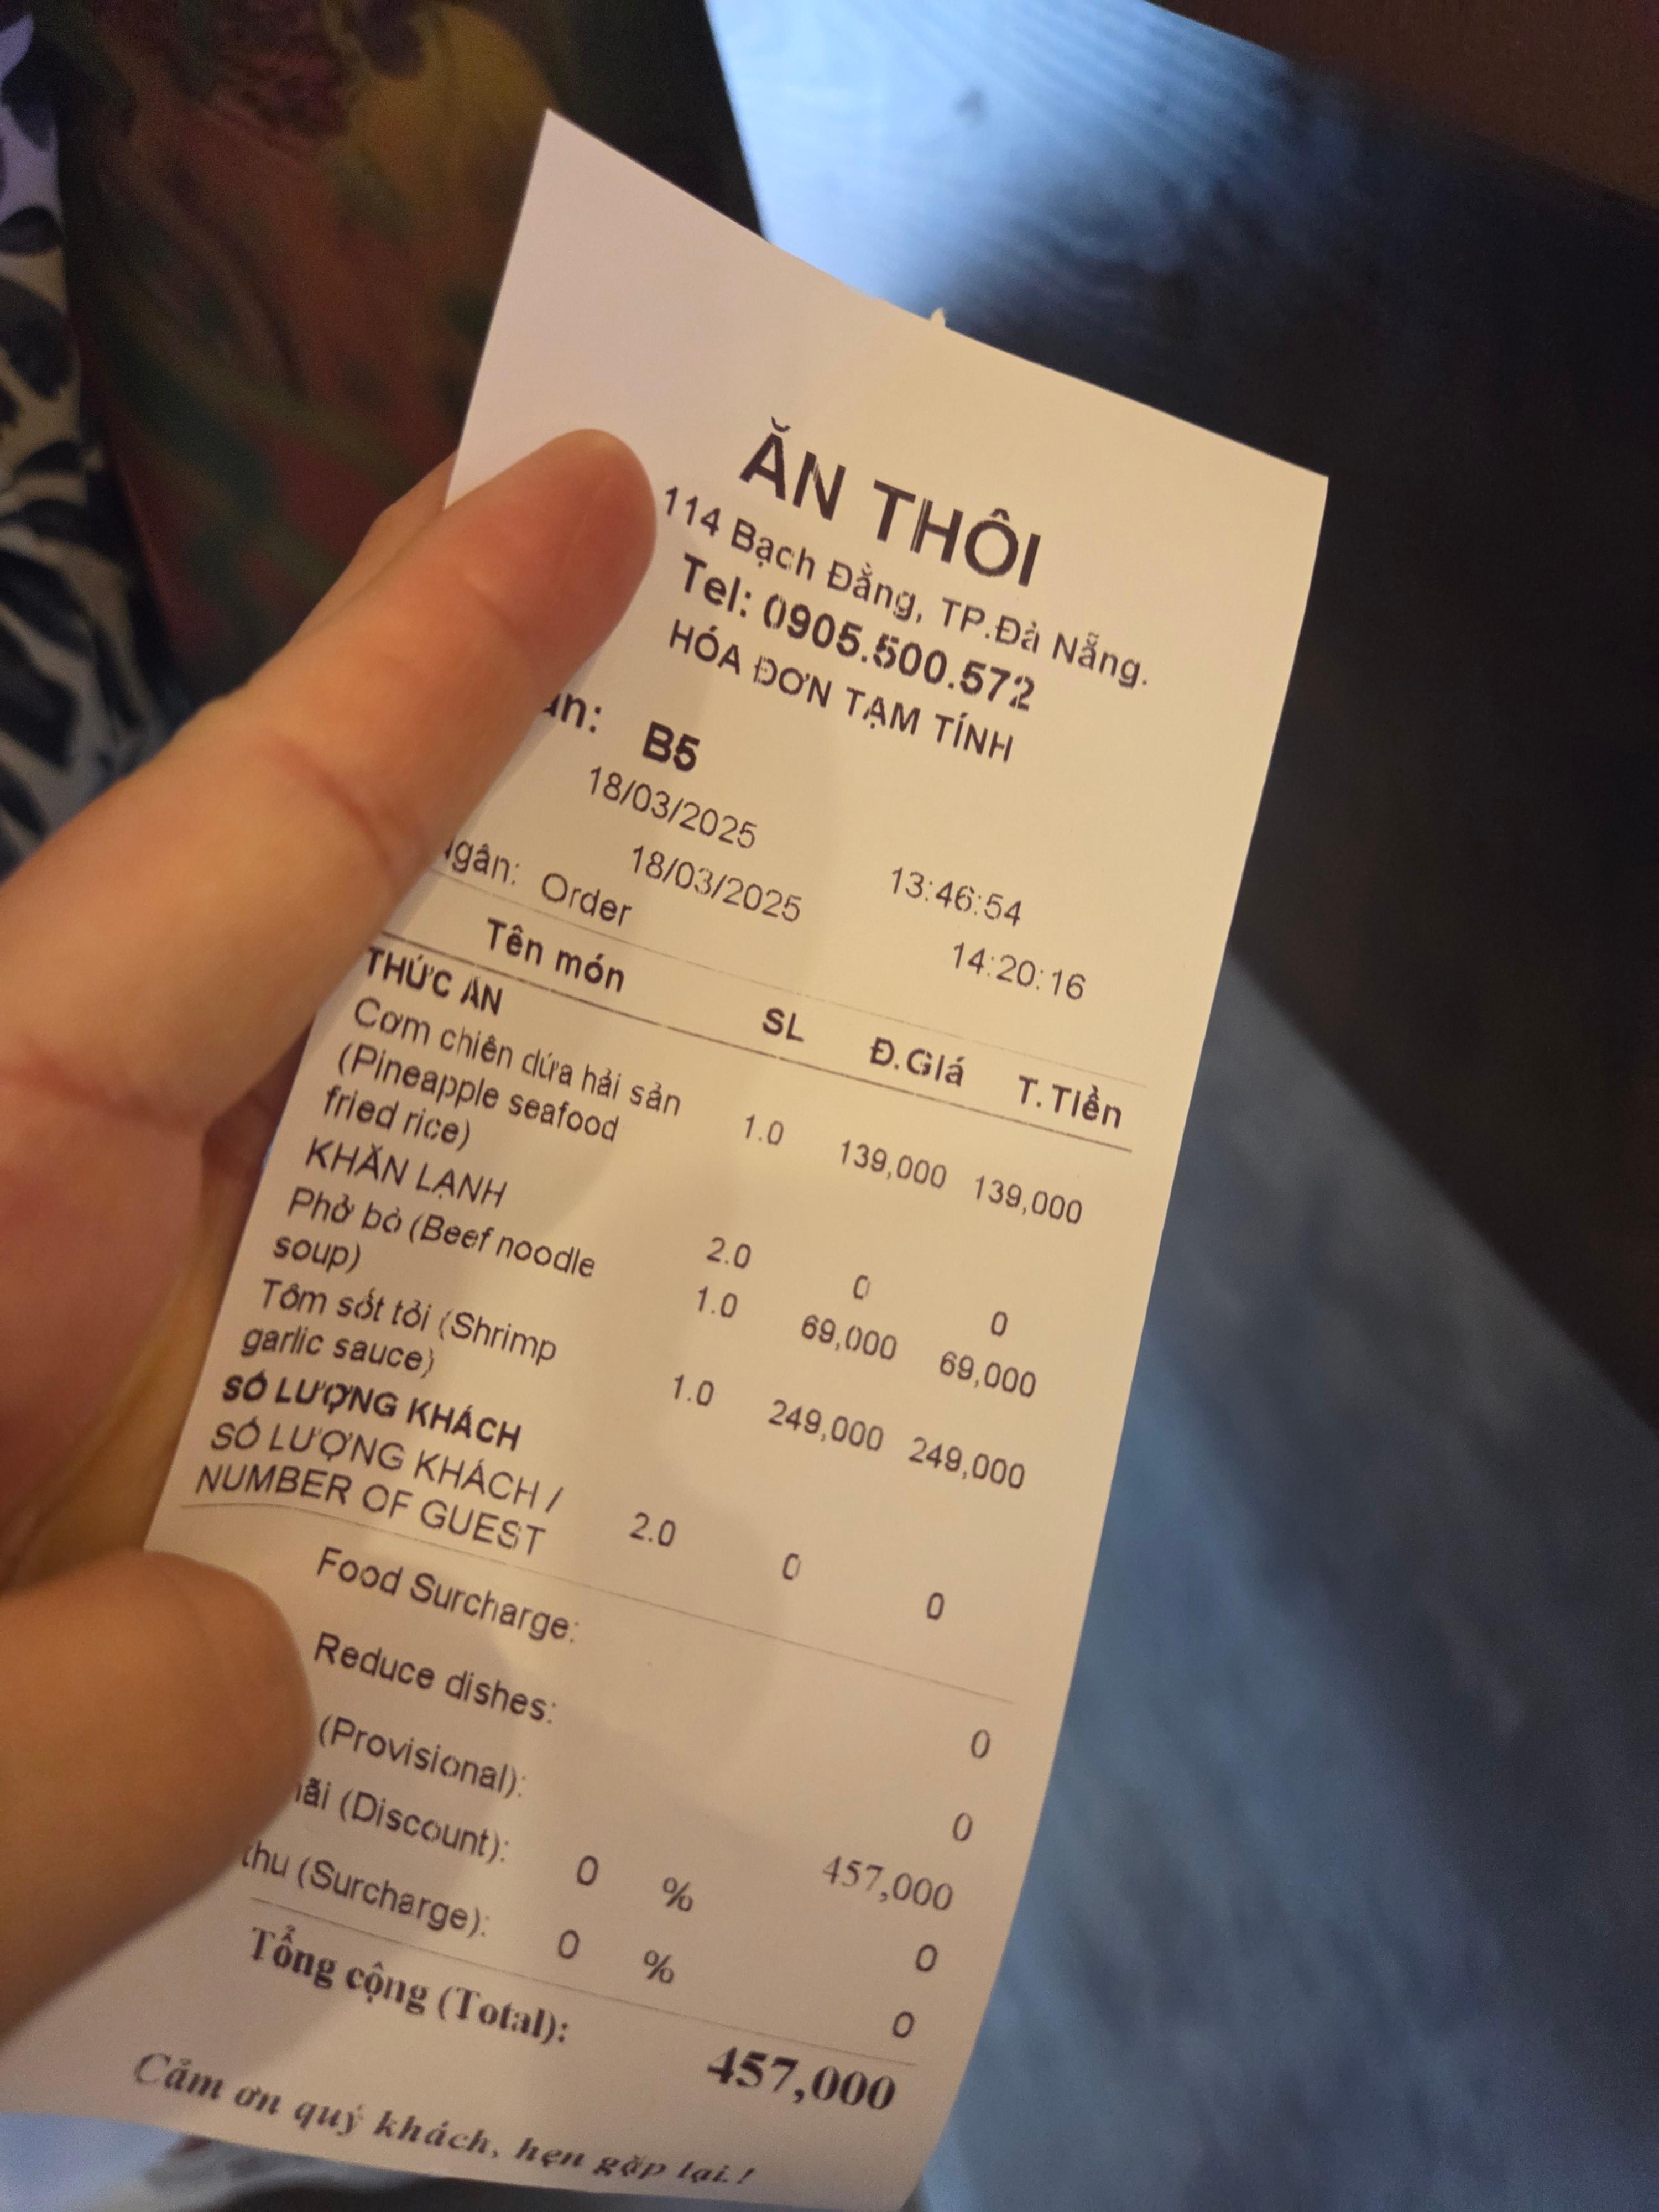 ĂN THÔI
114 Bạch Đằng, TP.Đà Nẵng.
Tel: 0905.500.572
HÓA ĐƠN TẠM TÍNH
B5
18/03/2025 13:46:54
18/03/2025 14:20:16
Order
Tên món SL Đ.Giá T.Tiền
THỨC ĂN
Cơm chiên dứa hải sản
(Pineapple seafood
fried rice) 1.0 139,000 139,000
KHĂN LẠNH 2.0 0 0
Phở bò (Beef noodle
soup) 1.0 69,000 69,000
Tôm sốt tỏi (Shrimp
garlic sauce) 1.0 249,000 249,000
SỐ LƯỢNG KHÁCH
SỐ LƯỢNG KHÁCH /
NUMBER OF GUEST 2.0 0 0
Food Surcharge: 0
Reduce dishes: 0
(Provisional): 457,000
(Discount): 0 % 0
thu (Surcharge): 0 % 0
Tổng cộng (Total): 457,000
Cảm ơn quý khách, hẹn gặp lại.!